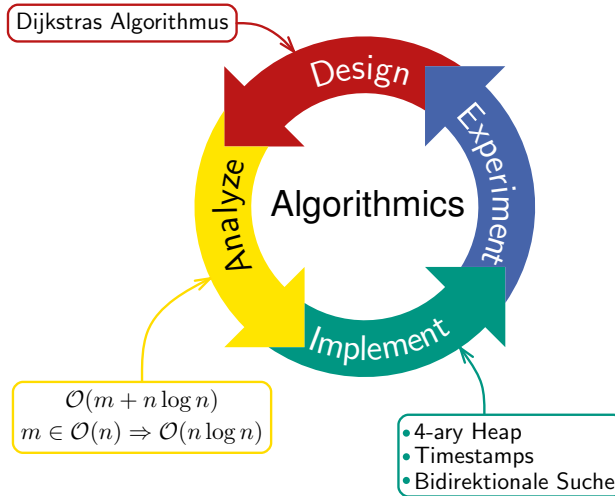 Dijkstras Algorithmus
Design
Experiment
Analyze
Algorithmics
Implement
𝒪(m + n log n)
m ∈ 𝒪(n) ⇒ 𝒪(n log n)
• 4-ary Heap
• Timestamps
• Bidirektionale Suche